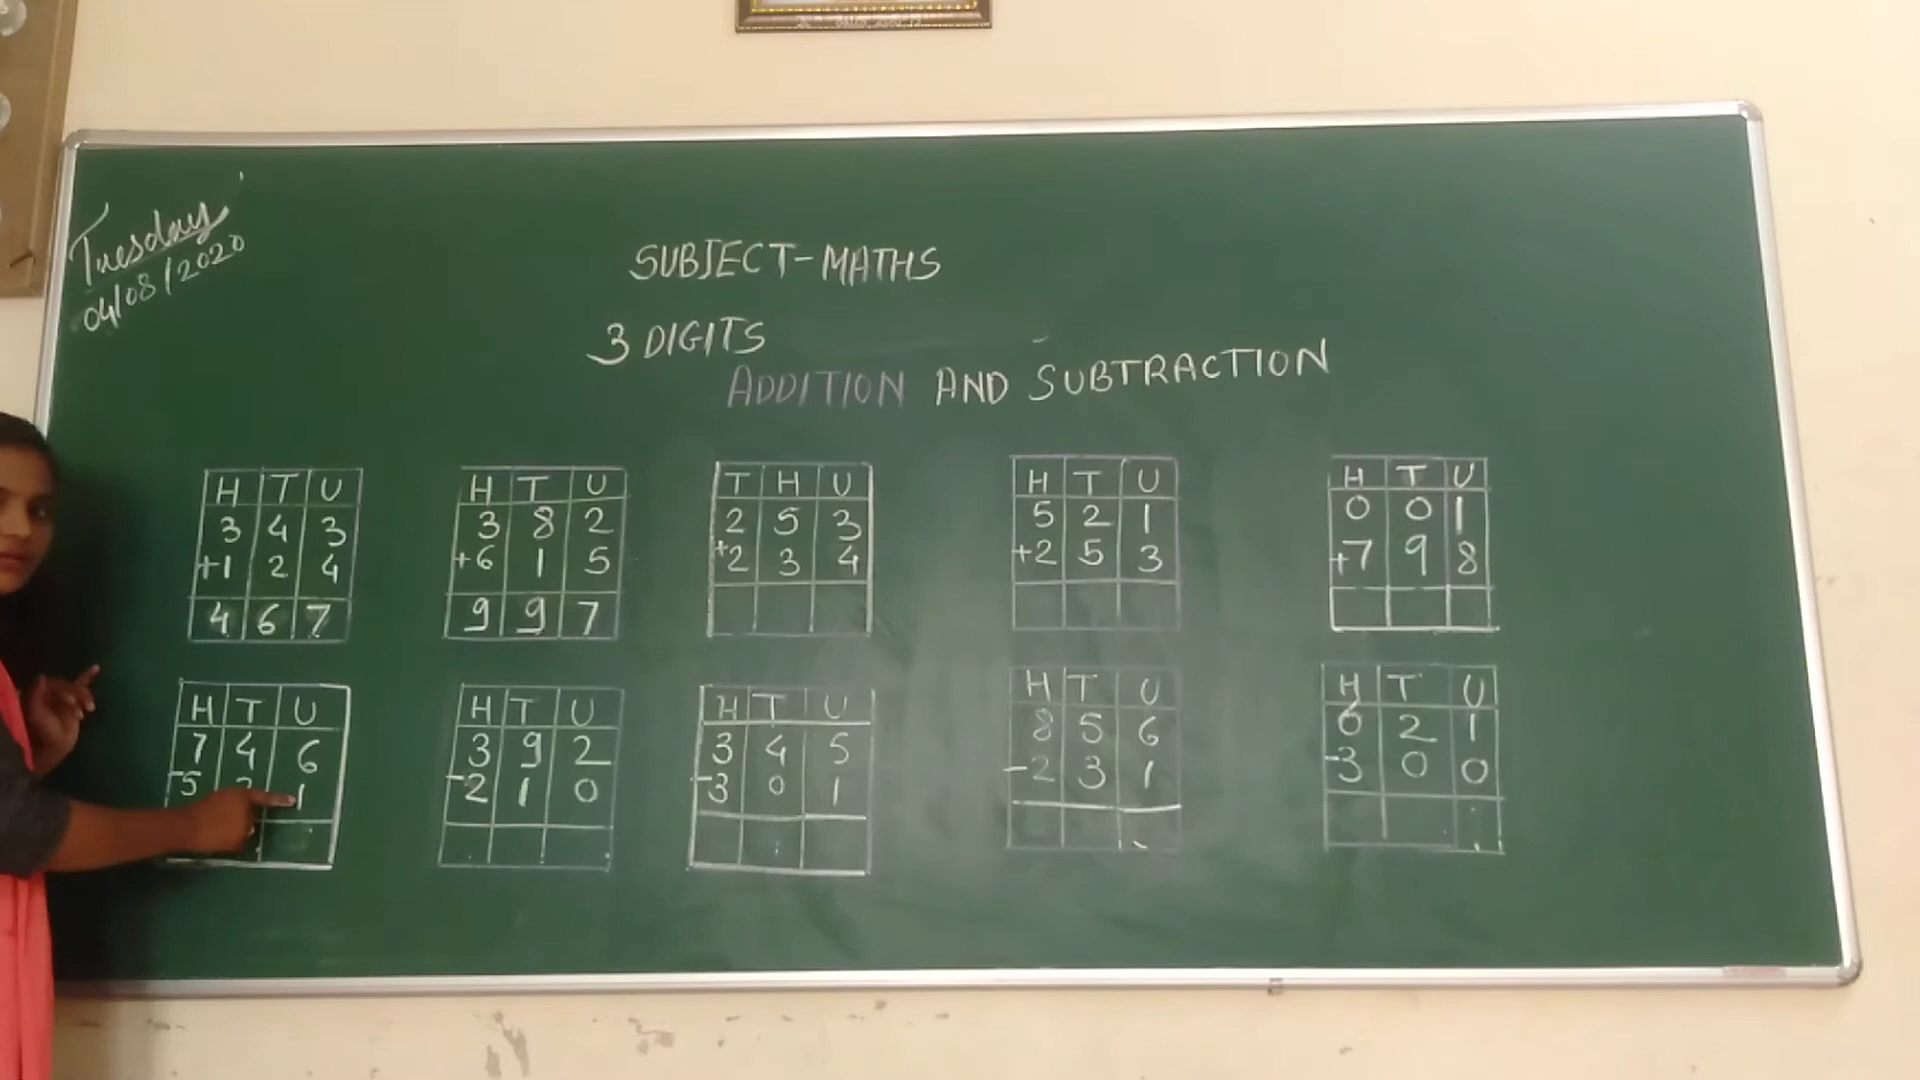 Tuesday
04/08/2020
SUBJECT-MATHS
3 DIGITS
ADDITION AND SUBTRACTION
H T U
3 4 3
+1 2 4
4 6 7
H T U
3 8 2
+6 1 5
9 9 7
T H U
2 5 3
+2 3 4
H T U
5 2 1
+2 5 3
H T U
0 0 1
+7 9 8
H T U
7 4 6
-5 1
H T U
3 9 2
-2 1 0
H T U
3 4 5
-3 0 1
H T U
8 5 6
-2 3 1
H T U
6 2 1
-3 0 0